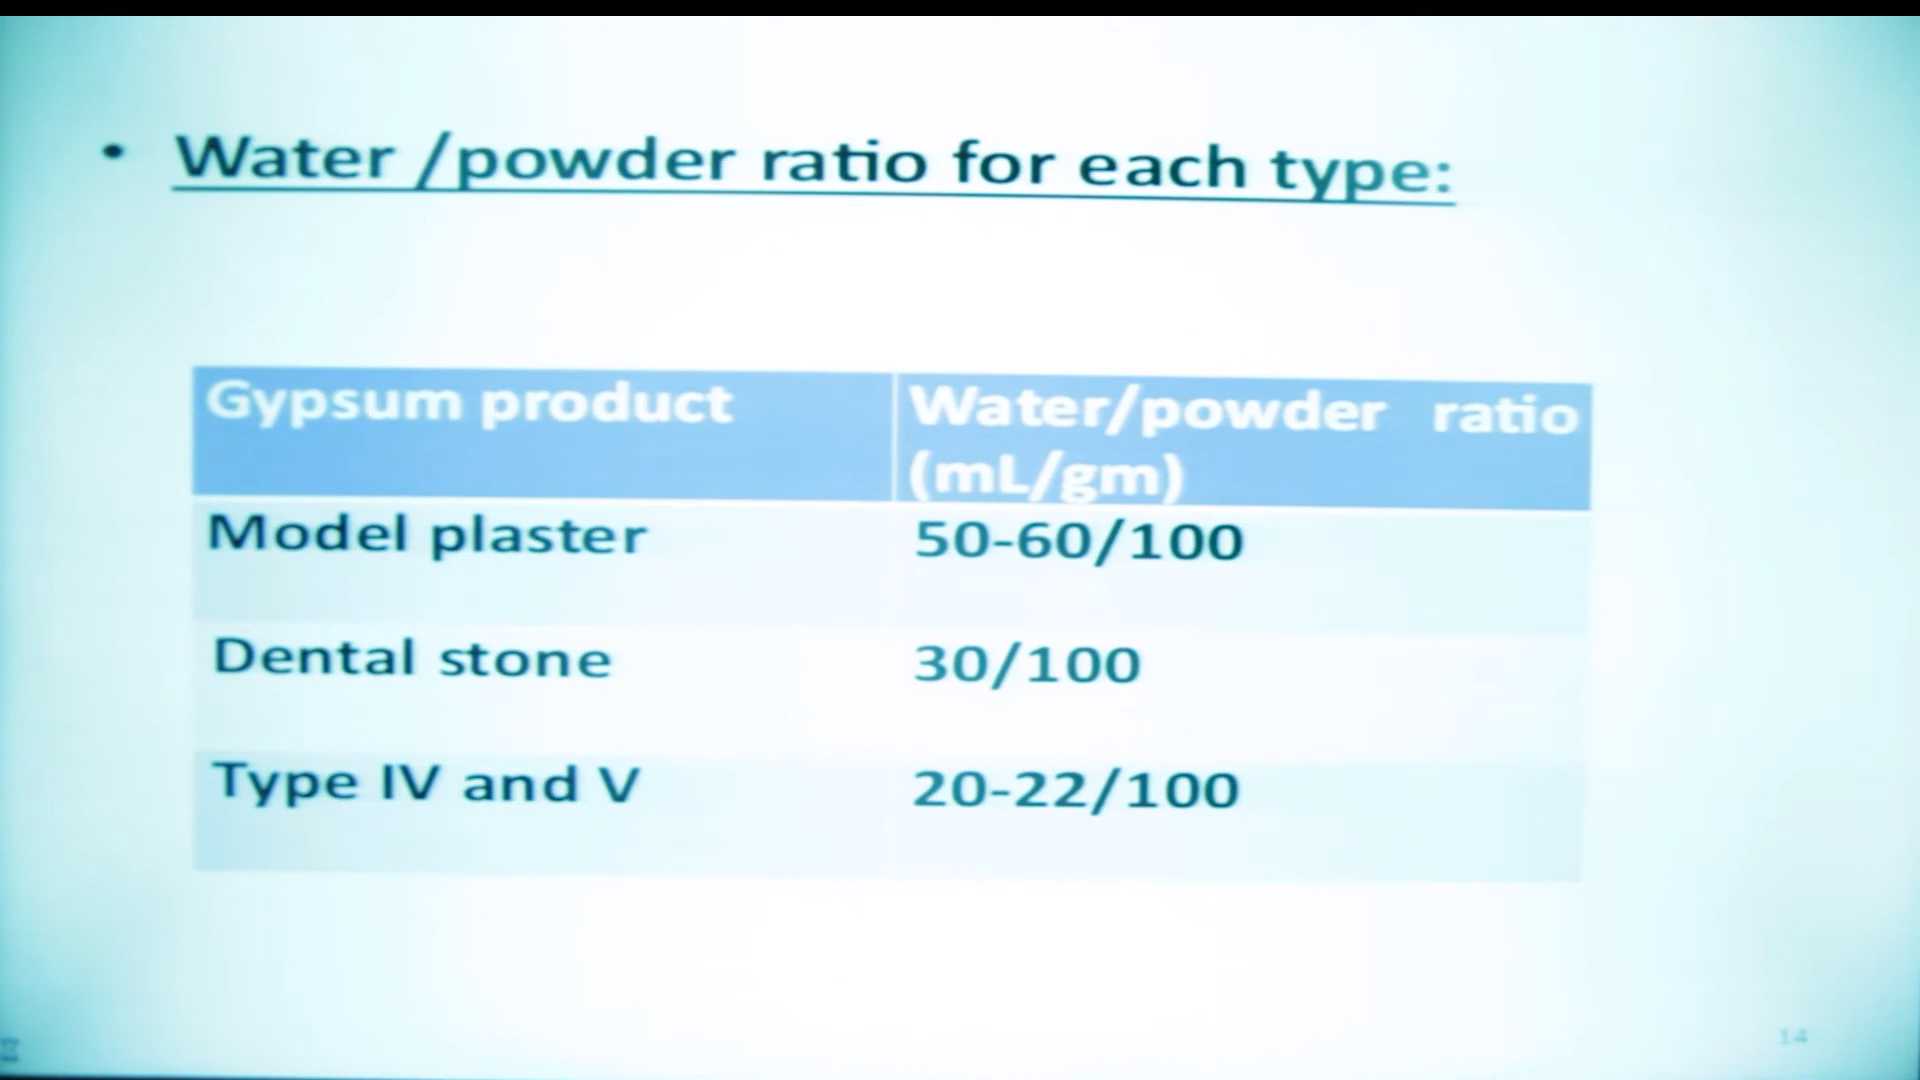 • Water /powder ratio for each type:
Gypsum product
Water/powder ratio
(mL/gm)
Model plaster
50-60/100
Dental stone
30/100
Type IV and V
20-22/100
14